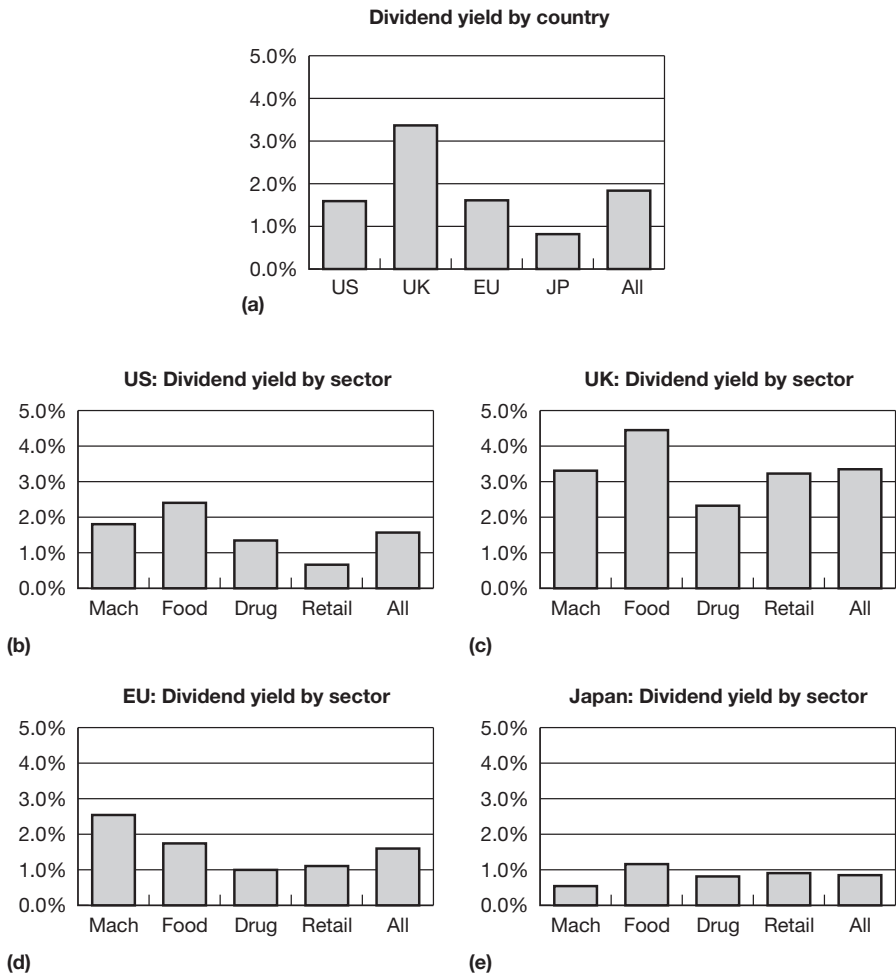 Dividend yield by country
5.0%
4.0%
3.0%
2.0%
1.0%
0.0%
US UK EU JP All
(a)
US: Dividend yield by sector
5.0%
4.0%
3.0%
2.0%
1.0%
0.0%
Mach Food Drug Retail All
(b)
UK: Dividend yield by sector
5.0%
4.0%
3.0%
2.0%
1.0%
0.0%
Mach Food Drug Retail All
(c)
EU: Dividend yield by sector
5.0%
4.0%
3.0%
2.0%
1.0%
0.0%
Mach Food Drug Retail All
(d)
Japan: Dividend yield by sector
5.0%
4.0%
3.0%
2.0%
1.0%
0.0%
Mach Food Drug Retail All
(e)